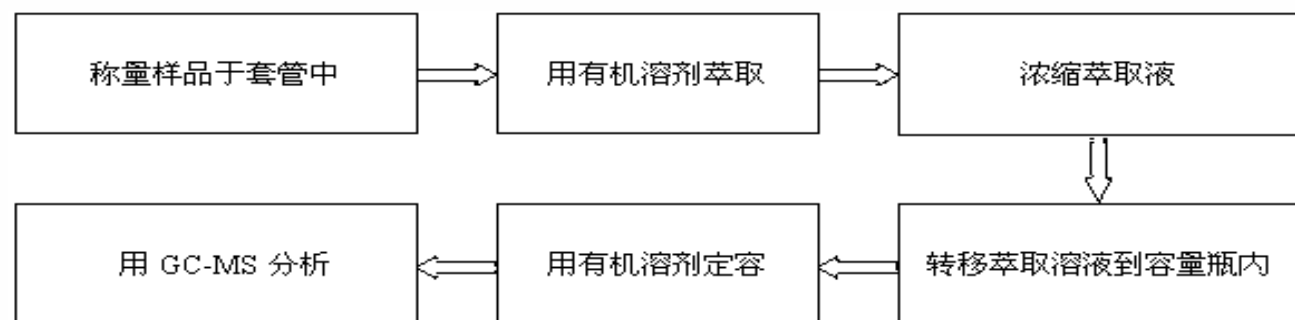 称量样品于套管中
用有机溶剂萃取
浓缩萃取液
转移萃取溶液到容量瓶内
用有机溶剂定容
用 GC-MS 分析